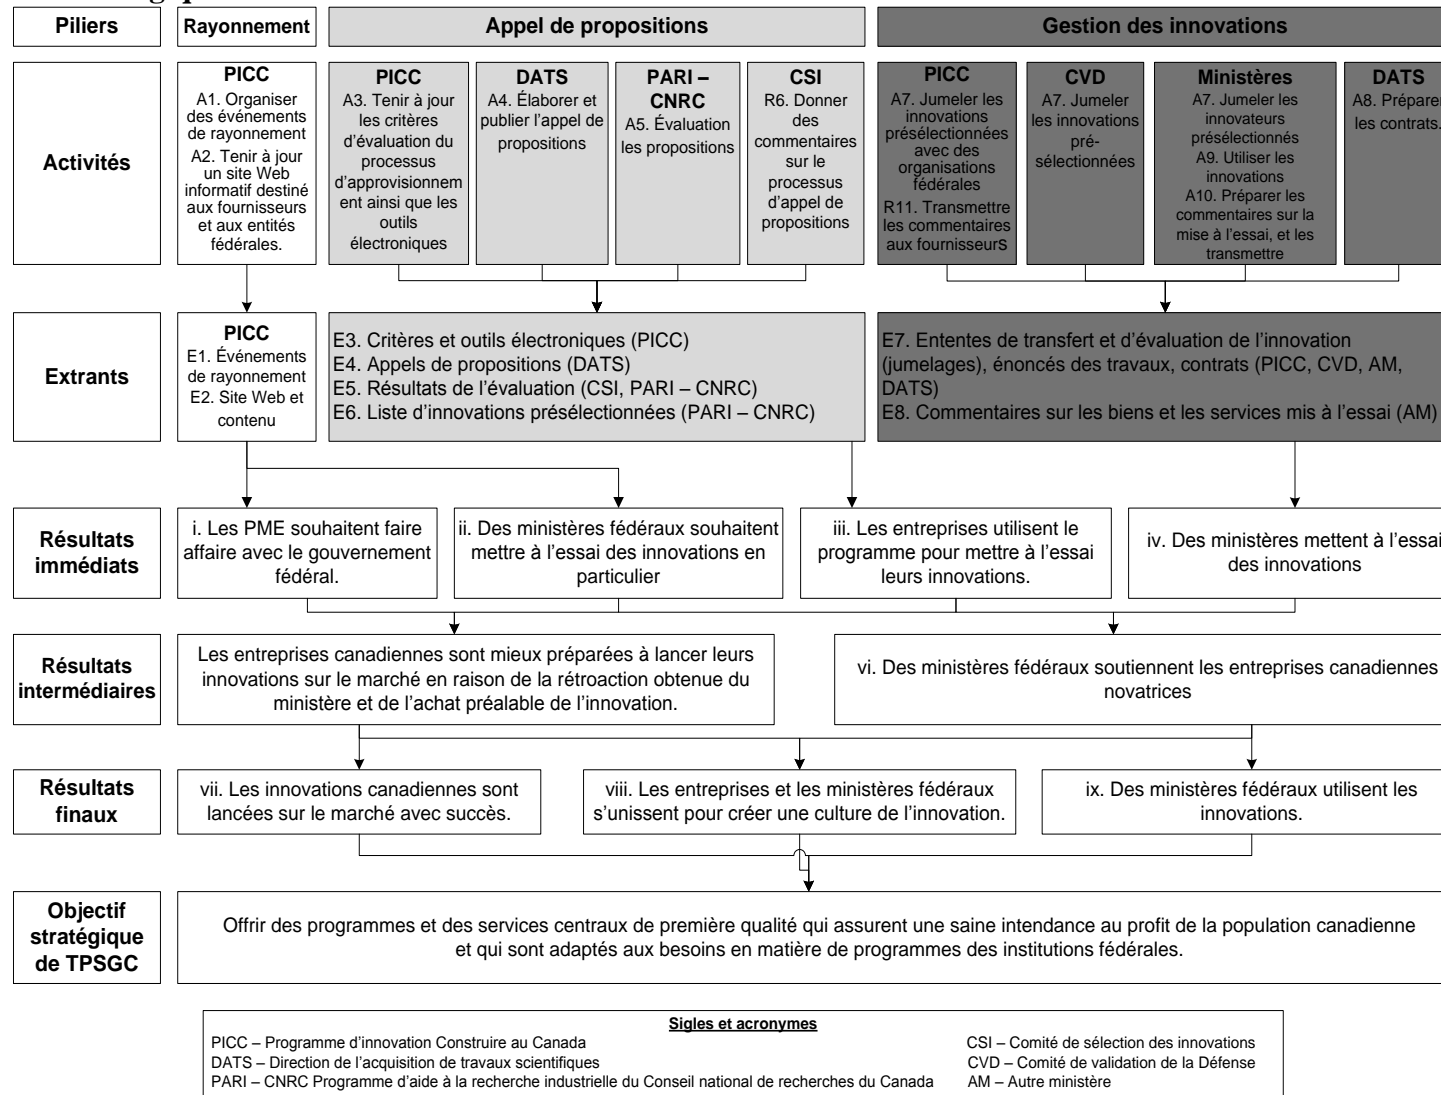 Piliers
Rayonnement
Appel de propositions
Gestion des innovations
Activités
PICC
A1. Organiser
des événements
de rayonnement
A2. Tenir à jour
un site Web
informatif destiné
aux fournisseurs
et aux entités
fédérales.
PICC
A3. Tenir à jour
les critères
d’évaluation du
processus
d’approvisionnem
ent ainsi que les
outils
électroniques
DATS
A4. Élaborer et
publier l’appel de
propositions
PARI –
CNRC
A5. Évaluation
les propositions
CSI
R6. Donner
des
commentaires
sur le
processus
d’appel de
propositions
PICC
A7. Jumeler les
innovations
présélectionnées
avec des
organisations
fédérales
R11. Transmettre
les commentaires
aux fournisseurs
CVD
A7. Jumeler
les innovations
pré-
sélectionnées
Ministères
A7. Jumeler les
innovateurs
présélectionnés
A9. Utiliser les
innovations
A10. Préparer les
commentaires sur la
mise à l’essai, et les
transmettre
DATS
A8. Préparer
les contrats.
Extrants
PICC
E1. Événements
de rayonnement
E2. Site Web et
contenu
E3. Critères et outils électroniques (PICC)
E4. Appels de propositions (DATS)
E5. Résultats de l’évaluation (CSI, PARI – CNRC)
E6. Liste d’innovations présélectionnées (PARI – CNRC)
E7. Ententes de transfert et d’évaluation de l’innovation
(jumelages), énoncés des travaux, contrats (PICC, CVD, AM,
DATS)
E8. Commentaires sur les biens et les services mis à l’essai (AM)
Résultats
immédiats
i. Les PME souhaitent faire
affaire avec le gouvernement
fédéral.
ii. Des ministères fédéraux souhaitent
mettre à l’essai des innovations en
particulier
iii. Les entreprises utilisent le
programme pour mettre à l’essai
leurs innovations.
iv. Des ministères mettent à l’essai
des innovations
Résultats
intermédiaires
Les entreprises canadiennes sont mieux préparées à lancer leurs
innovations sur le marché en raison de la rétroaction obtenue du
ministère et de l’achat préalable de l’innovation.
vi. Des ministères fédéraux soutiennent les entreprises canadiennes
novatrices
Résultats
finaux
vii. Les innovations canadiennes sont
lancées sur le marché avec succès.
viii. Les entreprises et les ministères fédéraux
s’unissent pour créer une culture de l’innovation.
ix. Des ministères fédéraux utilisent les
innovations.
Objectif
stratégique
de TPSGC
Offrir des programmes et des services centraux de première qualité qui assurent une saine intendance au profit de la population canadienne
et qui sont adaptés aux besoins en matière de programmes des institutions fédérales.
Sigles et acronymes
PICC – Programme d’innovation Construire au Canada
DATS – Direction de l’acquisition de travaux scientifiques
PARI – CNRC Programme d’aide à la recherche industrielle du Conseil national de recherches du Canada
CSI – Comité de sélection des innovations
CVD – Comité de validation de la Défense
AM – Autre ministère